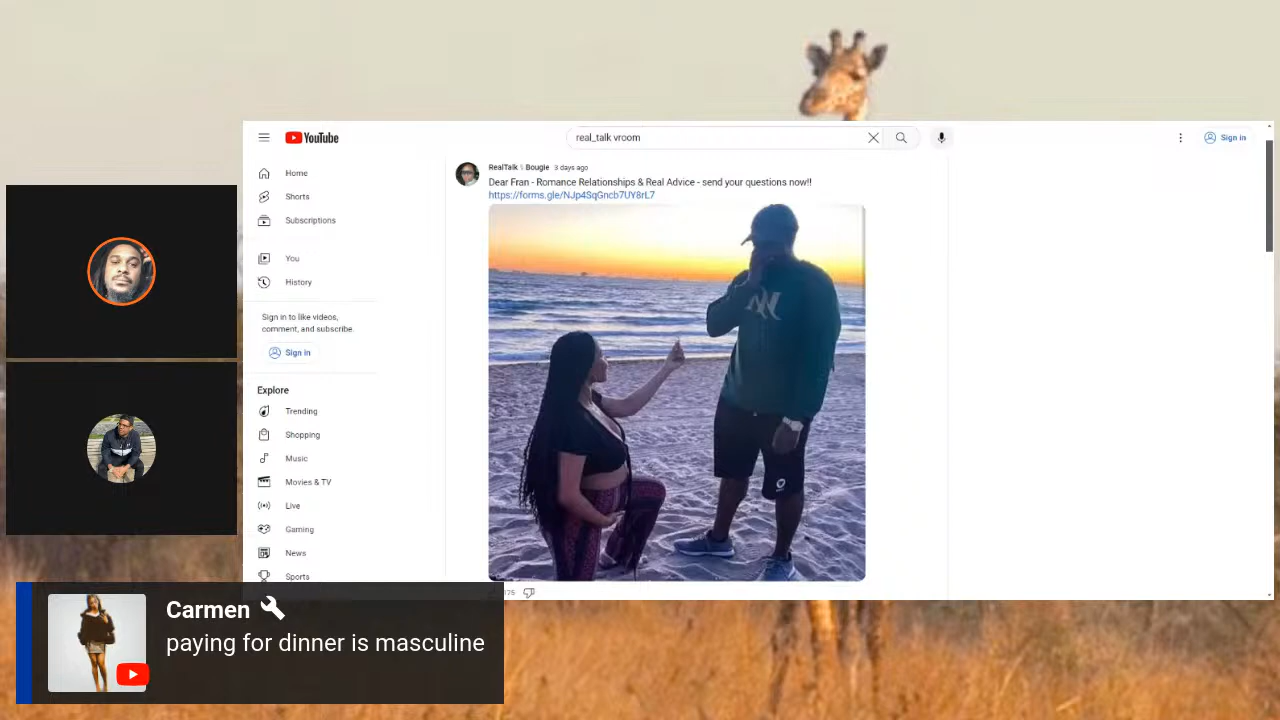 YouTube
real_talk vroom
Sign in
Home
Shorts
Subscriptions
You
History
Sign in to like videos,
comment, and subscribe.
Sign in
Explore
Trending
Shopping
Music
Movies & TV
Live
Gaming
News
Sports
RealTalk \ Bougie 3 days ago
Dear Fran - Romance Relationships & Real Advice - send your questions now!!
https://forms.gle/NJp4SqGncb7UY8rL7
175
Carmen
paying for dinner is masculine